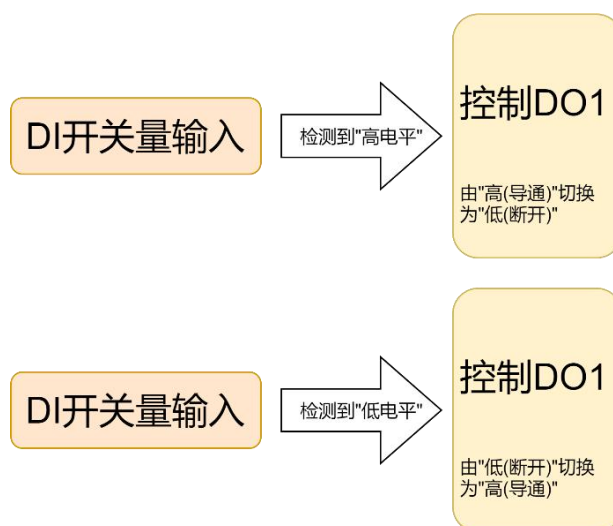 DI开关量输入
检测到"高电平"
控制DO1
由"高(导通)"切换
为"低(断开)"
DI开关量输入
检测到"低电平"
控制DO1
由"低(断开)"切换
为"高(导通)"